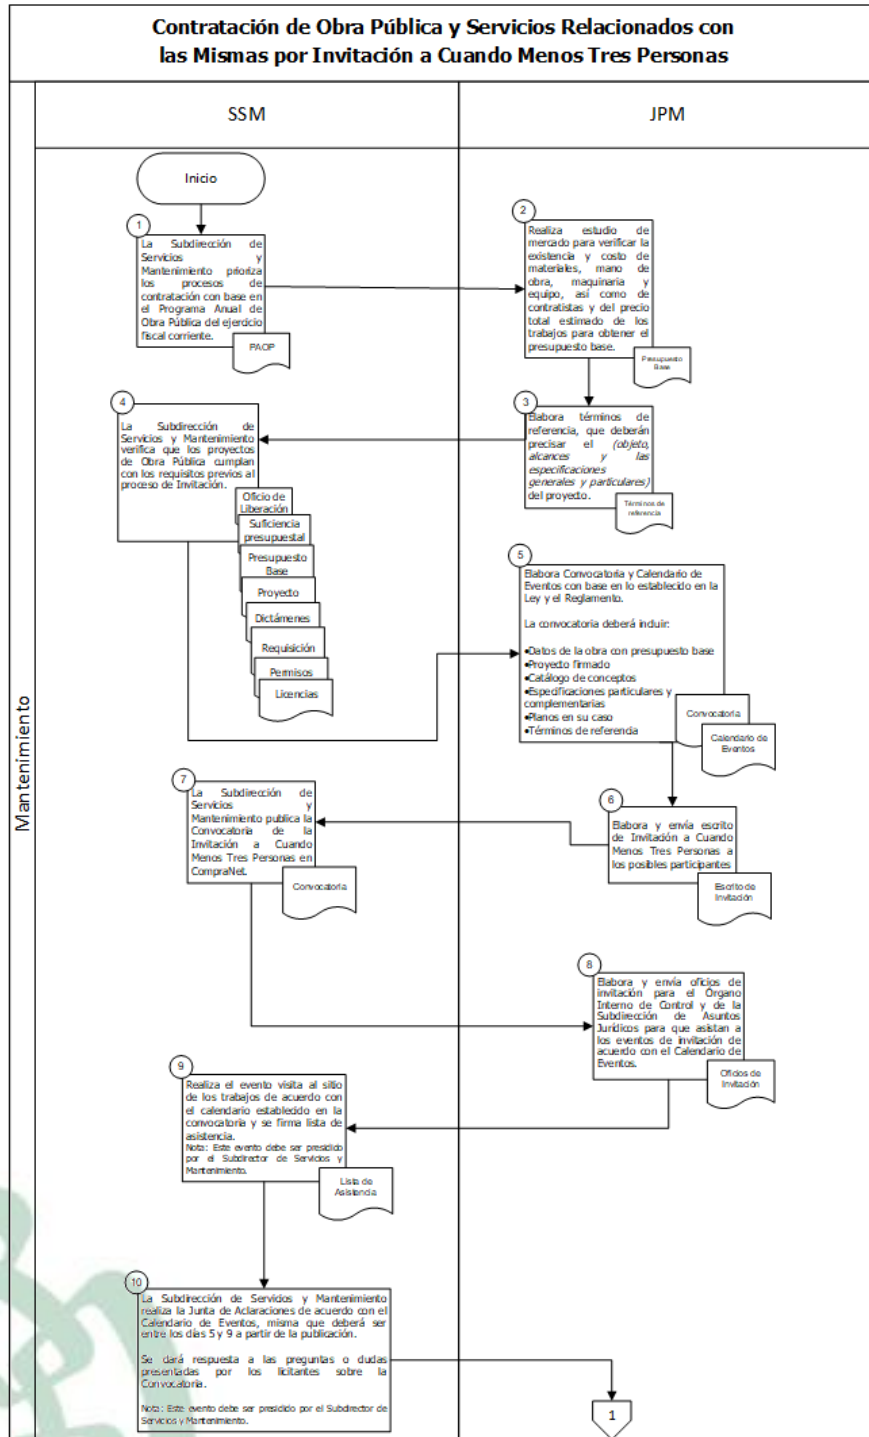 Contratación de Obra Pública y Servicios Relacionados con
las Mismas por Invitación a Cuando Menos Tres Personas
SSM
JPM
Mantenimiento
Inicio
1
La Subdirección de
Servicios y
Mantenimiento prioriza
los procesos de
contratación con base en
el Programa Anual de
Obra Pública del ejercicio
fiscal corriente.
PAOP
2
Realiza estudio de
mercado para verificar la
existencia y costo de
materiales, mano de
obra, maquinaria y
equipo, así como de
contratistas y del precio
total estimado de los
trabajos para obtener el
presupuesto base.
Presupuesto
Base
3
Elabora términos de
referencia, que deberán
precisar el (objeto,
alcances y las
especificaciones
generales y particulares)
del proyecto.
Términos de
referencia
4
La Subdirección de
Servicios y Mantenimiento
verifica que los proyectos
de Obra Pública cumplan
con los requisitos previos al
proceso de Invitación.
Oficio de
Liberación
Suficiencia
presupuestal
Presupuesto
Base
Proyecto
Dictámenes
Requisición
Permisos
Licencias
5
Elabora Convocatoria y Calendario de
Eventos con base en lo establecido en la
Ley y el Reglamento.
La convocatoria deberá incluir:
•Datos de la obra con presupuesto base
•Proyecto firmado
•Catálogo de conceptos
•Especificaciones particulares y
complementarias
•Planos en su caso
•Términos de referencia
Convocatoria
Calendario de
Eventos
6
Elabora y envía escrito
de Invitación a Cuando
Menos Tres Personas a
los posibles participantes
Escrito de
Invitación
7
La Subdirección de
Servicios y
Mantenimiento publica la
Convocatoria de la
Invitación a Cuando
Menos Tres Personas en
CompraNet.
Convocatoria
8
Elabora y envía oficios de
invitación para el Órgano
Interno de Control y de la
Subdirección de Asuntos
Jurídicos para que asistan a
los eventos de invitación de
acuerdo con el Calendario de
Eventos.
Oficios de
Invitación
9
Realiza el evento visita al sitio
de los trabajos de acuerdo con
el calendario establecido en la
convocatoria y se firma lista de
asistencia.
Nota: Este evento debe ser presidido
por el Subdirector de Servicios y
Mantenimiento.
Lista de
Asistencia
10
La Subdirección de Servicios y Mantenimiento
realiza la Junta de Aclaraciones de acuerdo con el
Calendario de Eventos, misma que deberá ser
entre los días 5 y 9 a partir de la publicación.
Se dará respuesta a las preguntas o dudas
presentadas por los licitantes sobre la
Convocatoria.
Nota: Este evento debe ser presidido por el Subdirector de
Servicios y Mantenimiento.
1